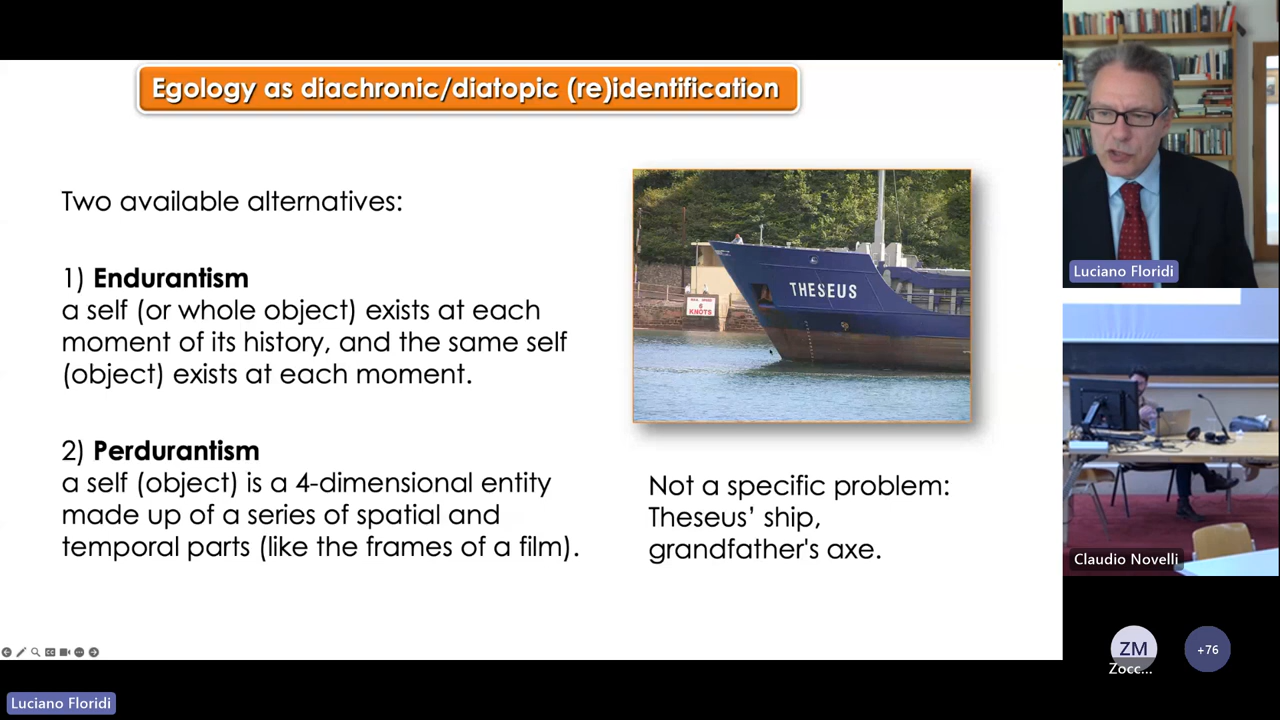 Egology as diachronic/diatopic (re)identification
Two available alternatives:
1) Endurantism
a self (or whole object) exists at each
moment of its history, and the same self
(object) exists at each moment.
2) Perdurantism
a self (object) is a 4-dimensional entity
made up of a series of spatial and
temporal parts (like the frames of a film).
THESEUS
6
KNOTS
Not a specific problem:
Theseus’ ship,
grandfather's axe.
Luciano Floridi
Claudio Novelli
ZM
Zocc...
+76
Luciano Floridi